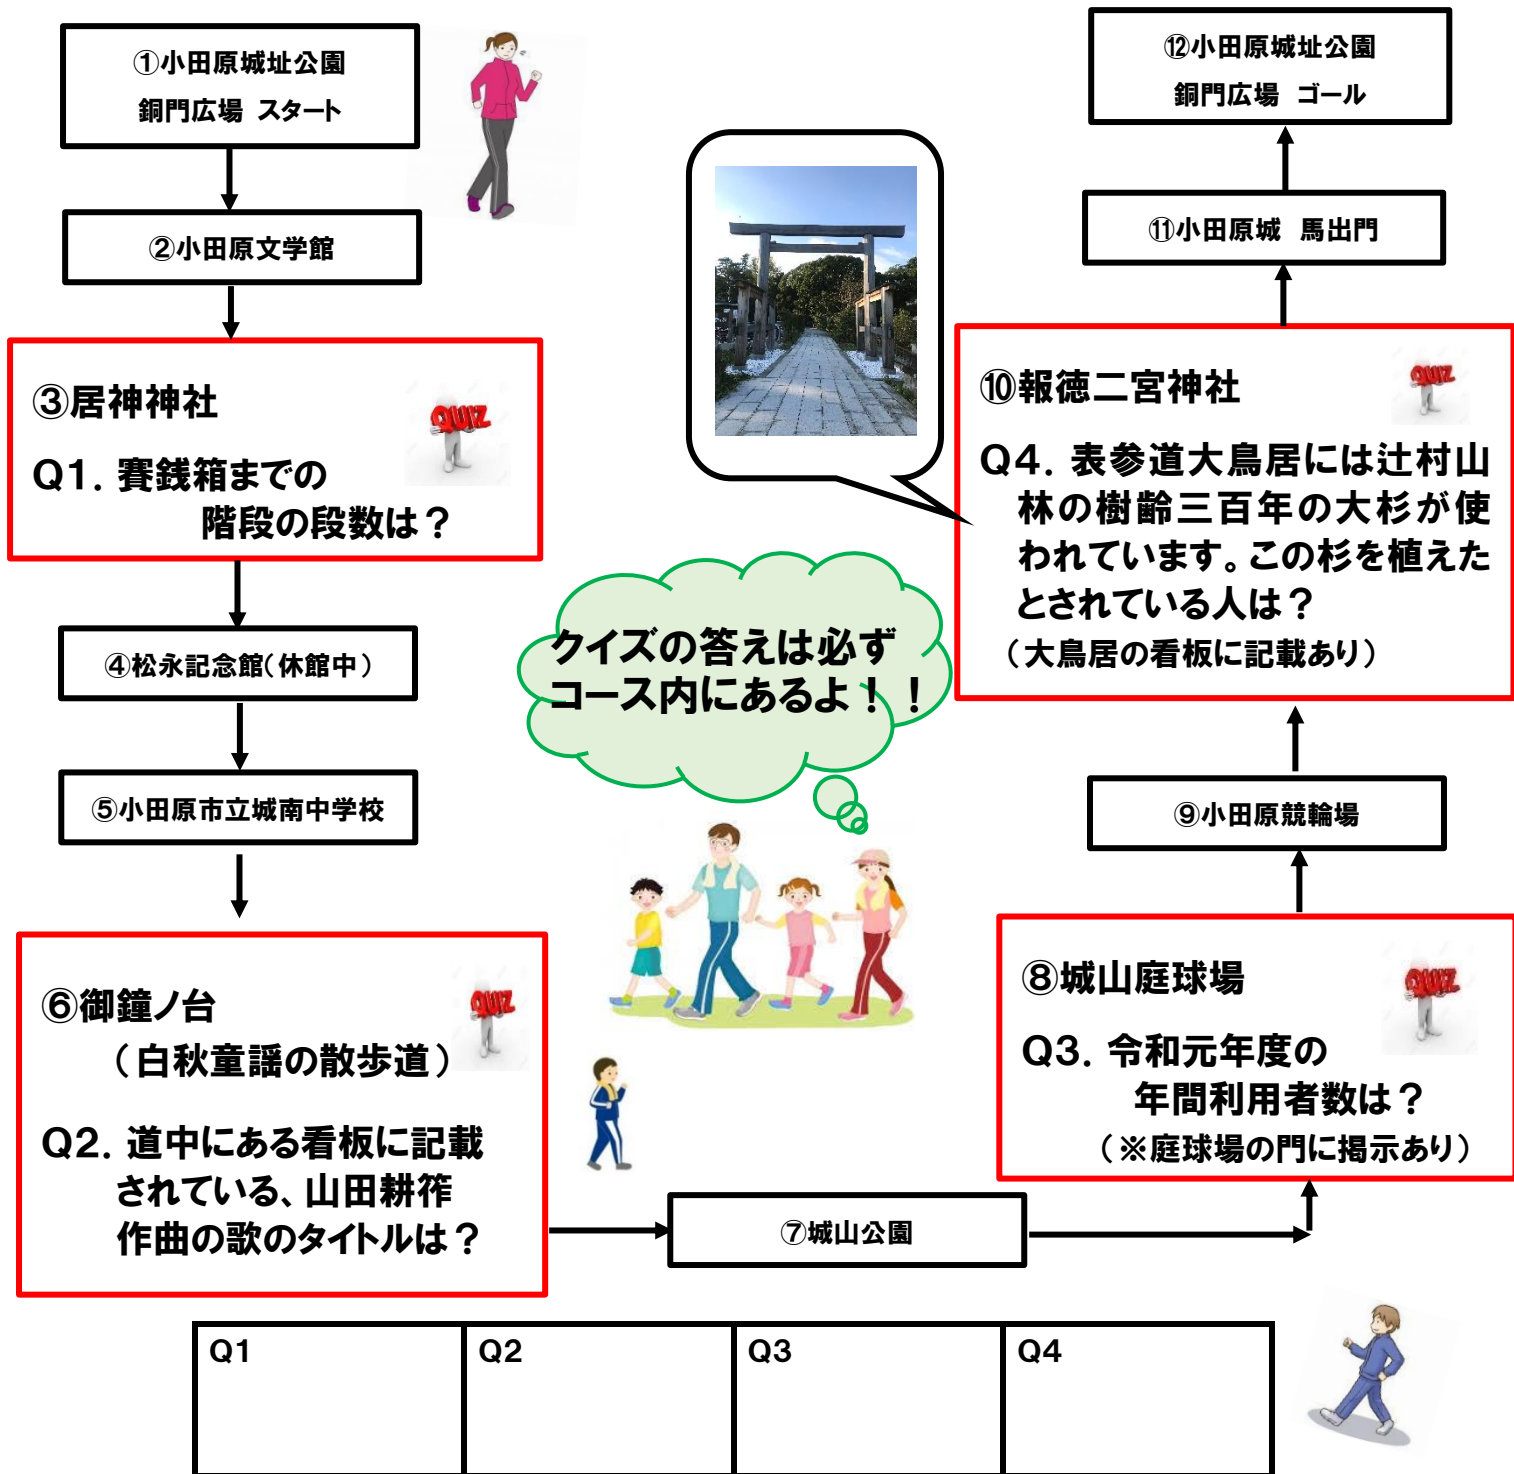 ①小田原城址公園
銅門広場 スタート
②小田原文学館
③居神神社
QUIZ
Q1. 賽銭箱までの
階段の段数は？
④松永記念館(休館中)
⑤小田原市立城南中学校
⑥御鐘ノ台
QUIZ
(白秋童謡の散歩道)
Q2. 道中にある看板に記載
されている、山田耕筰
作曲の歌のタイトルは？
⑦城山公園
⑧城山庭球場
QUIZ
Q3. 令和元年度の
年間利用者数は？
(※庭球場の門に掲示あり)
⑨小田原競輪場
⑩報徳二宮神社
QUIZ
Q4. 表参道大鳥居には辻村山
林の樹齢三百年の大杉が使
われています。この杉を植えた
とされている人は？
(大鳥居の看板に記載あり)
⑪小田原城 馬出門
⑫小田原城址公園
銅門広場 ゴール
クイズの答えは必ず
コース内にあるよ！！
Q1
Q2
Q3
Q4